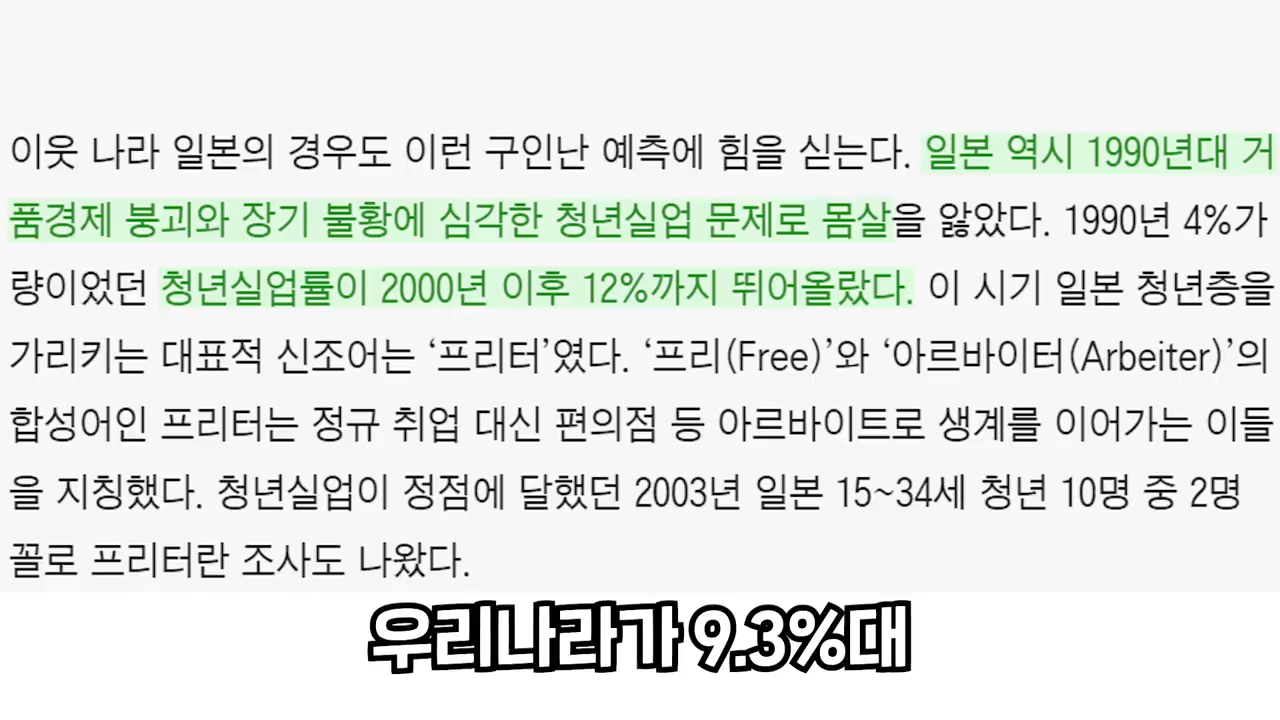 이웃 나라 일본의 경우도 이런 구인난 예측에 힘을 싣는다. 일본 역시 1990년대 거
품경제 붕괴와 장기 불황에 심각한 청년실업 문제로 몸살을 앓았다. 1990년 4%가
량이었던 청년실업률이 2000년 이후 12%까지 뛰어올랐다. 이 시기 일본 청년층을
가리키는 대표적 신조어는 ‘프리터’였다. ‘프리(Free)’와 ‘아르바이터(Arbeiter)’의
합성어인 프리터는 정규 취업 대신 편의점 등 아르바이트로 생계를 이어가는 이들
을 지칭했다. 청년실업이 정점에 달했던 2003년 일본 15~34세 청년 10명 중 2명
꼴로 프리터란 조사도 나왔다.
우리나라가 9.3%대